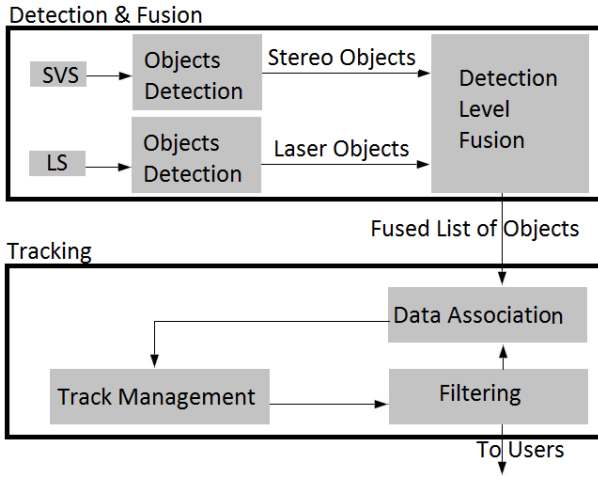 Detection & Fusion
SVS
Objects
Detection
Stereo Objects
Detection
Level
Fusion
LS
Objects
Detection
Laser Objects
Fused List of Objects
Tracking
Data Association
Track Management
Filtering
To Users